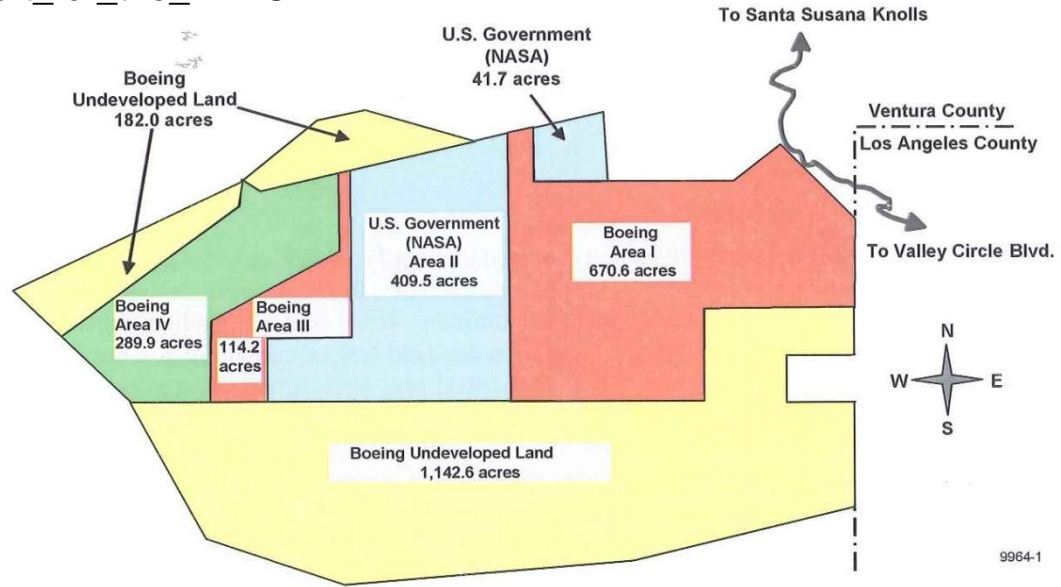 To Santa Susana Knolls
U.S. Government
(NASA)
41.7 acres
Boeing
Undeveloped Land
182.0 acres
Ventura County
Los Angeles County
To Valley Circle Blvd.
U.S. Government
(NASA)
Area II
409.5 acres
Boeing
Area I
670.6 acres
Boeing
Area IV
289.9 acres
Boeing
Area III
114.2
acres
N
W
E
S
Boeing Undeveloped Land
1,142.6 acres
9964-1